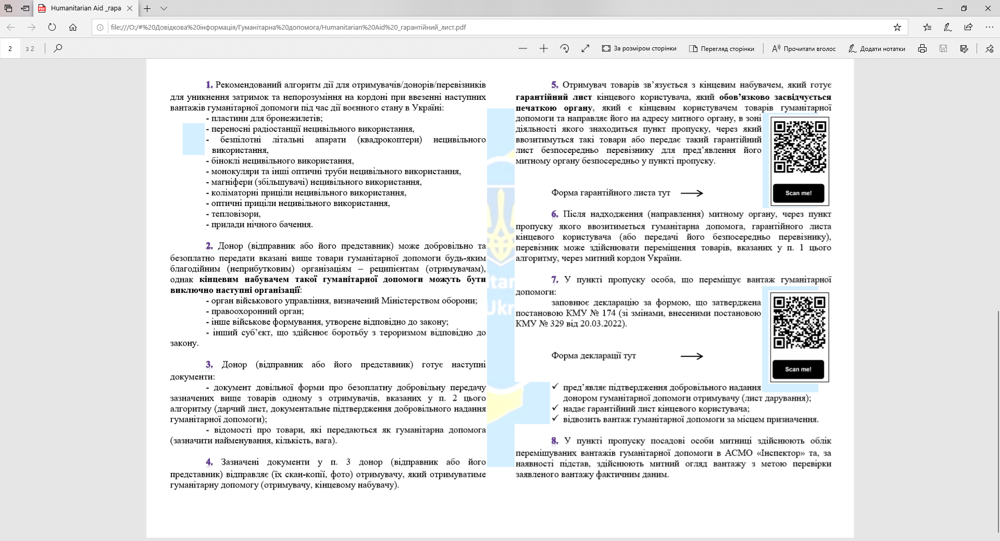 Humanitarian Aid _гара
file:///O:/#%20Довідкова%20інформація/Гуманітарна%20допомога/Humanitarian%20Aid%20_гарантійний_лист.pdf
2 з 2
За розміром сторінки
Перегляд сторінки
Прочитати вголос
Додати нотатки
1. Рекомендований алгоритм дії для отримувачів/донорів/перевізників
для уникнення затримок та непорозуміння на кордоні при ввезенні наступних
вантажів гуманітарної допомоги під час дії воєнного стану в Україні:
- пластини для бронежилетів;
- переносні радіостанції нецивільного використання,
- безпілотні літальні апарати (квадрокоптери) нецивільного
використання,
- біноклі нецивільного використання,
- монокуляри та інші оптичні труби нецивільного використання,
- магніфери (збільшувачі) нецивільного використання,
- коліматорні приціли нецивільного використання,
- оптичні приціли нецивільного використання,
- тепловізори,
- прилади нічного бачення.
2. Донор (відправник або його представник) може добровільно та
безоплатно передати вказані вище товари гуманітарної допомоги будь-яким
благодійним (неприбутковим) організаціям – реципієнтам (отримувачам),
однак кінцевим набувачем такої гуманітарної допомоги можуть бути
виключно наступні організації:
- орган військового управління, визначений Міністерством оборони;
- правоохоронний орган;
- інше військове формування, утворене відповідно до закону;
- інший суб’єкт, що здійснює боротьбу з тероризмом відповідно до
закону.
3. Донор (відправник або його представник) готує наступні
документи:
- документ довільної форми про безоплатну добровільну передачу
зазначених вище товарів одному з отримувачів, вказаних у п. 2 цього
алгоритму (дарчий лист, документальне підтвердження добровільного надання
гуманітарної допомоги);
- відомості про товари, які передаються як гуманітарна допомога
(зазначити найменування, кількість, вага).
4. Зазначені документи у п. 3 донор (відправник або його
представник) відправляє (їх скан-копії, фото) отримувачу, який отримуватиме
гуманітарну допомогу (отримувачу, кінцевому набувачу).
itar
Ukr
5. Отримувач товарів зв’язується з кінцевим набувачем, який готує
гарантійний лист кінцевого користувача, який обов’язково засвідчується
печаткою органу, який є кінцевим користувачем товарів гуманітарної
допомоги та направляє його на адресу митного органу, в зоні
діяльності якого знаходиться пункт пропуску, через який
ввозитимуться такі товари або передає такий гарантійний
лист безпосередньо перевізнику для пред’явлення його
митному органу безпосередньо у пункті пропуску.
Форма гарантійного листа тут
Scan me!
6. Після надходження (направлення) митному органу, через пункт
пропуску якого ввозитиметься гуманітарна допомога, гарантійного листа
кінцевого користувача (або передачі його безпосередньо перевізнику),
перевізник може здійснювати переміщення товарів, вказаних у п. 1 цього
алгоритму, через митний кордон України.
7. У пункті пропуску особа, що переміщує вантаж гуманітарної
допомоги:
заповнює декларацію за формою, що затверджена
постановою КМУ № 174 (зі змінами, внесеними постановою
КМУ № 329 від 20.03.2022).
Форма декларації тут
Scan me!
✓ пред’являє підтвердження добровільного надання
донором гуманітарної допомоги отримувачу (лист дарування);
✓ надає гарантійний лист кінцевого користувача;
✓ відвозить вантаж гуманітарної допомоги за місцем призначення.
8. У пункті пропуску посадові особи митниці здійснюють облік
переміщуваних вантажів гуманітарної допомоги в АСМО «Інспектор» та, за
наявності підстав, здійснюють митний огляд вантажу з метою перевірки
заявленого вантажу фактичним даним.